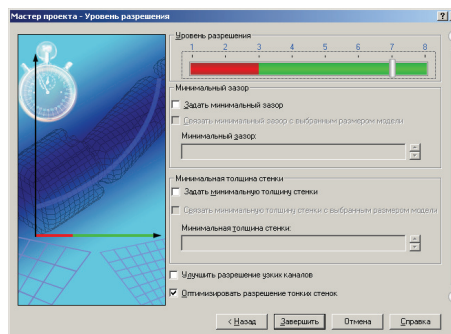 Мастер проекта - Уровень разрешения
Уровень разрешения
1 2 3 4 5 6 7 8
Минимальный зазор
Задать минимальный зазор
Связать минимальный зазор с выбранным размером модели
Минимальный зазор:
Минимальная толщина стенки
Задать минимальную толщину стенки
Связать минимальную толщину стенки с выбранным размером модели
Минимальная толщина стенки:
Улучшить разрешение узких каналов
Оптимизировать разрешение тонких стенок
< Назад Завершить Отмена Справка